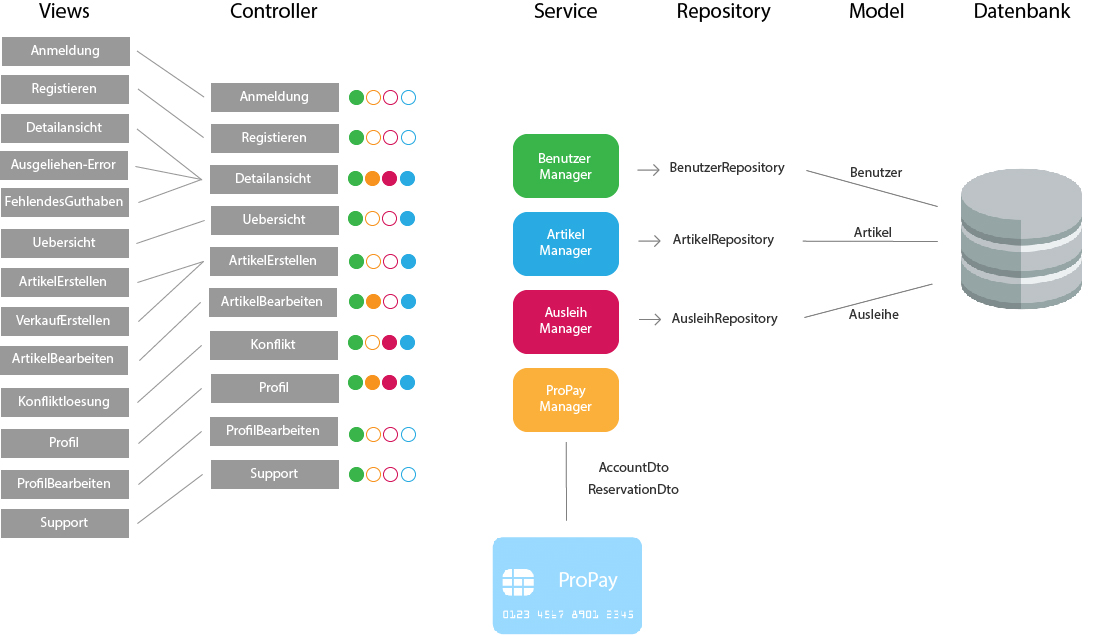 Views
Controller
Service
Repository
Model
Datenbank
Anmeldung
Registieren
Detailansicht
Ausgeliehen-Error
FehlendesGuthaben
Uebersicht
ArtikelErstellen
VerkaufErstellen
ArtikelBearbeiten
Konfliktloesung
Profil
ProfilBearbeiten
Support
Anmeldung
Registieren
Detailansicht
Uebersicht
ArtikelErstellen
ArtikelBearbeiten
Konflikt
Profil
ProfilBearbeiten
Support
Benutzer
Manager
Artikel
Manager
Ausleih
Manager
ProPay
Manager
BenutzerRepository
ArtikelRepository
AusleihRepository
Benutzer
Artikel
Ausleihe
AccountDto
ReservationDto
ProPay
0123 4567 8901 2345